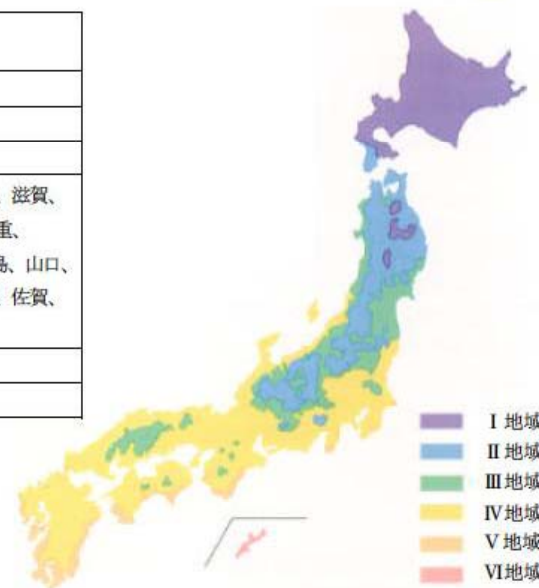 滋賀、
重、
島、山口、
佐賀、
Ⅰ 地域
Ⅱ 地域
Ⅲ 地域
Ⅳ 地域
Ⅴ 地域
Ⅵ 地域